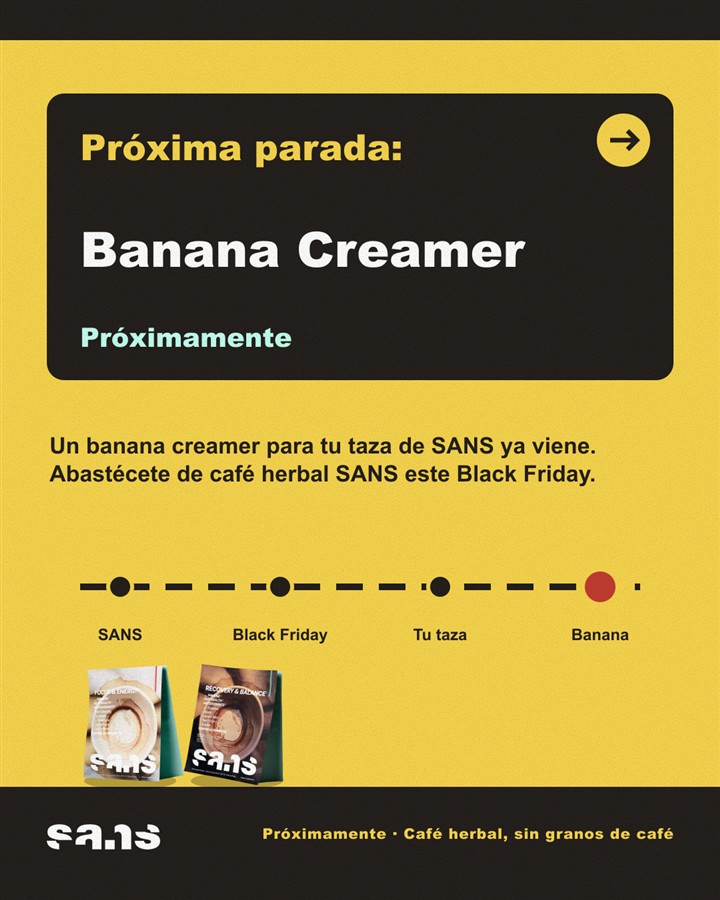 Próxima parada:
Banana Creamer
Próximamente
Un banana creamer para tu taza de SANS ya viene.
Abastécete de café herbal SANS este Black Friday.
SANS
Black Friday
Tu taza
Banana
FOCUS & ENERGY
RECOVERY & BALANCE
sans
sans
sans
Próximamente · Café herbal, sin granos de café